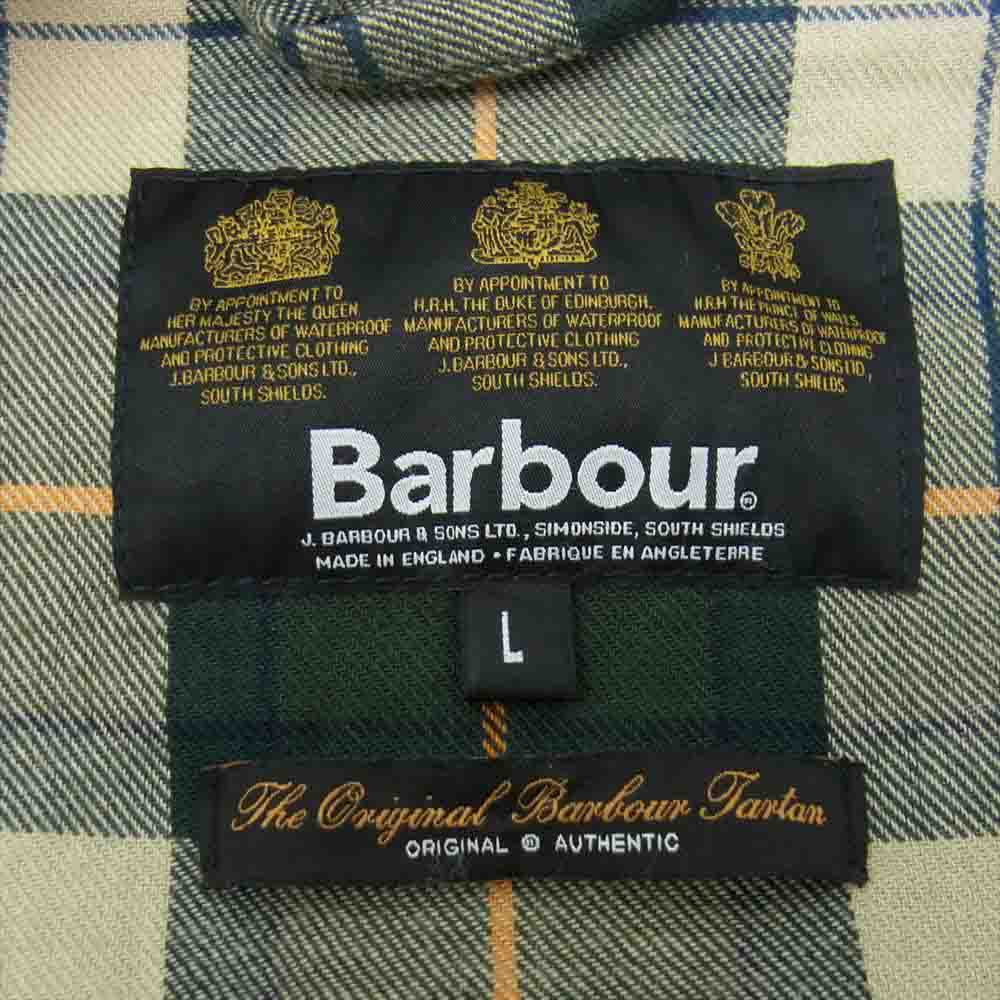 BY APPOINTMENT TO
HER MAJESTY THE QUEEN
MANUFACTURERS OF WATERPROOF
AND PROTECTIVE CLOTHING
J. BARBOUR & SONS LTD.,
SOUTH SHIELDS.
BY APPOINTMENT TO
H.R.H. THE DUKE OF EDINBURGH.
MANUFACTURERS OF WATERPROOF
AND PROTECTIVE CLOTHING
J. BARBOUR & SONS LTD.,
SOUTH SHIELDS.
BY APPOINTMENT TO
H.R.H THE PRINCE OF WALES
MANUFACTURERS OF WATERPROOF
AND PROTECTIVE CLOTHING
J BARBOUR & SONS LTD,
SOUTH SHIELDS.
Barbour®
J. BARBOUR & SONS LTD., SIMONSIDE, SOUTH SHIELDS
MADE IN ENGLAND • FABRIQUE EN ANGLETERRE
L
The Original Barbour Tartan
ORIGINAL ® AUTHENTIC